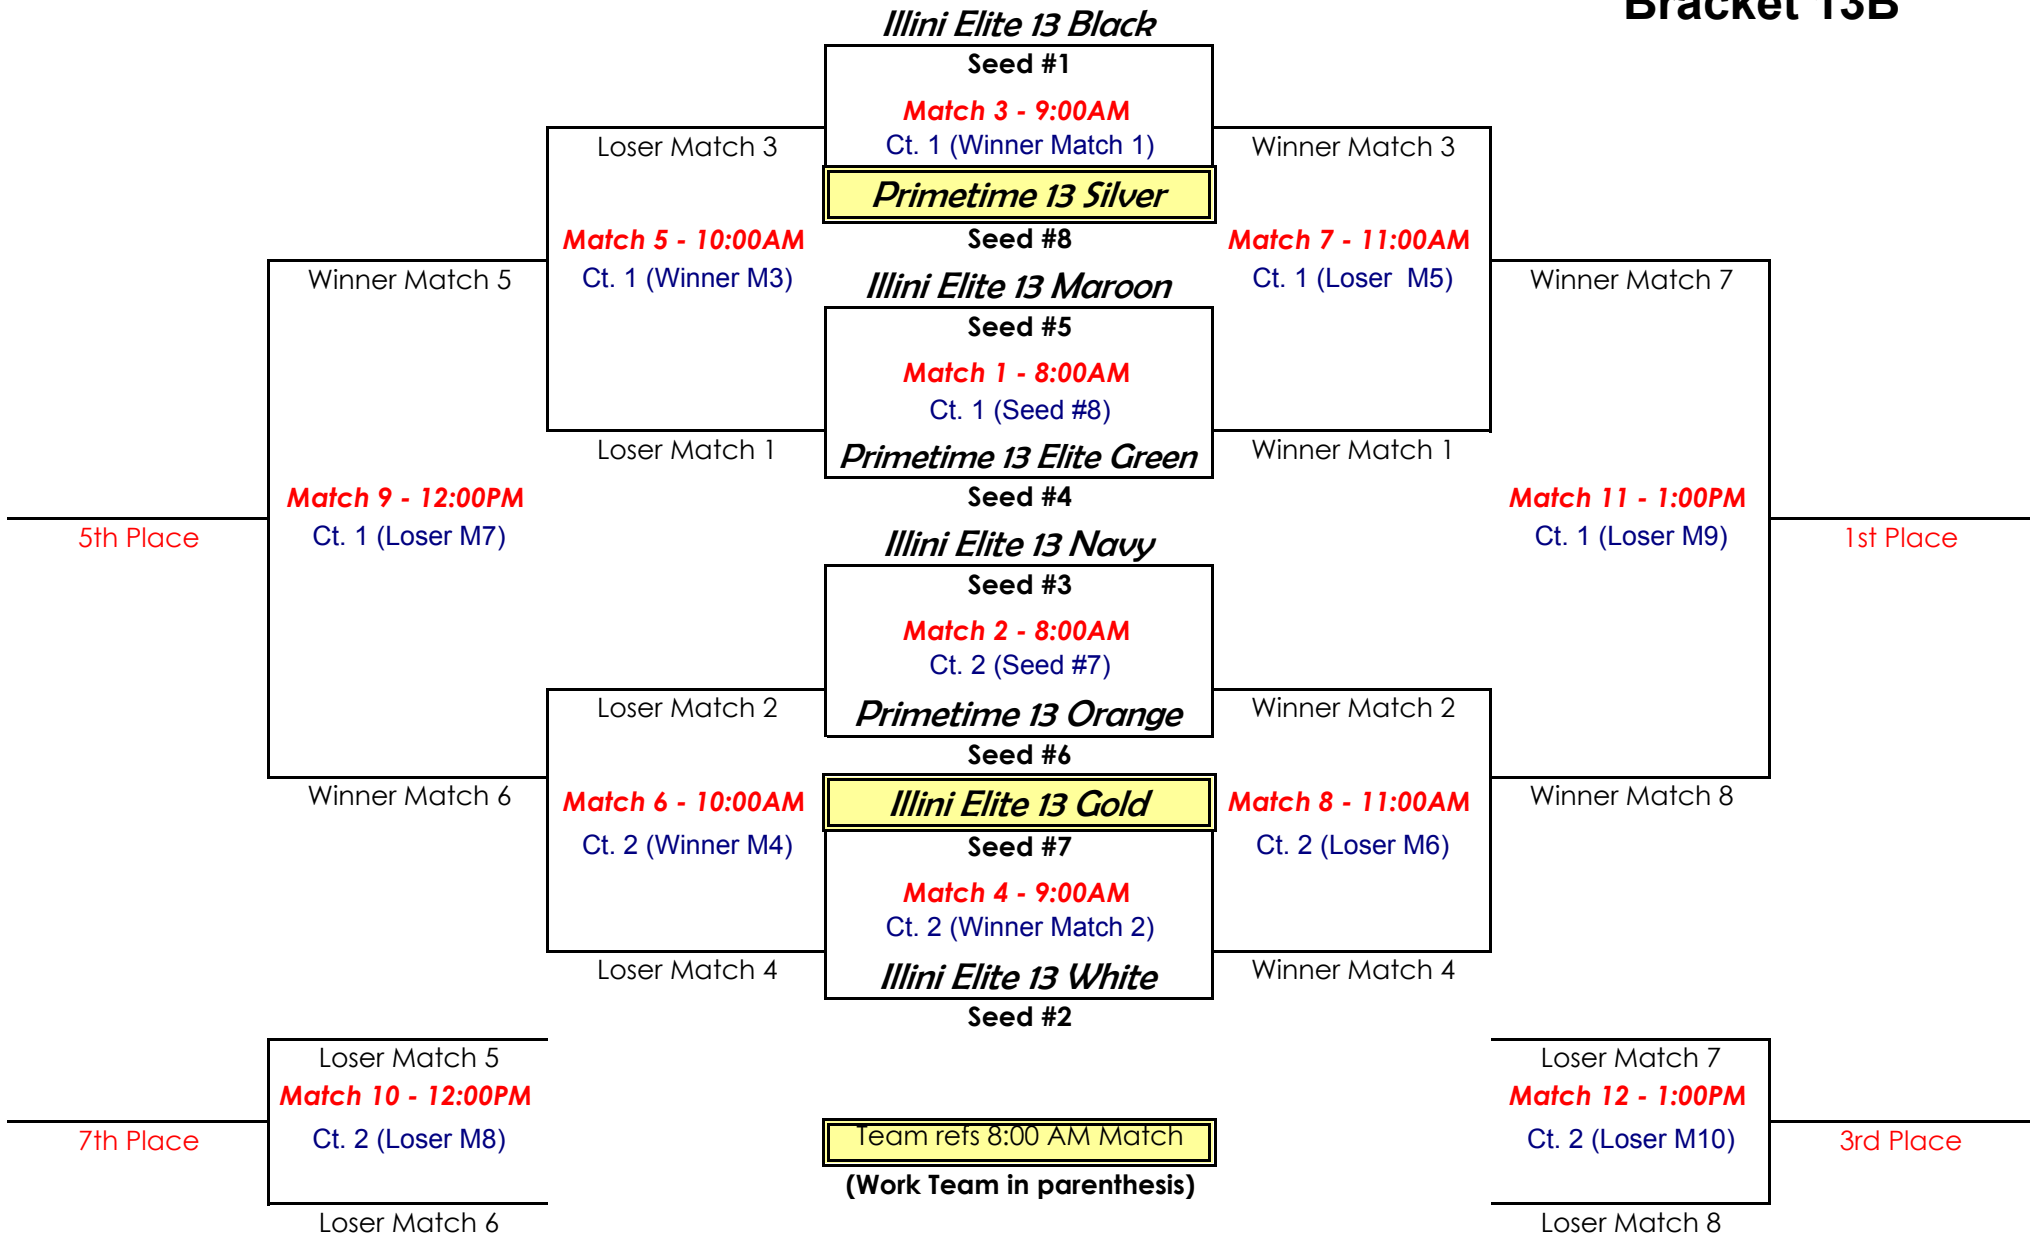 Bracket 13B
Illini Elite 13 Black
Seed #1
Match 3 - 9:00AM
Loser Match 3
Ct. 1 (Winner Match 1)
Winner Match 3
Primetime 13 Silver
Match 5 - 10:00AM
Seed #8
Match 7 - 11:00AM
Winner Match 5
Ct. 1 (Winner M3)
Illini Elite 13 Maroon
Ct. 1 (Loser  M5)
Winner Match 7
Seed #5
Match 1 - 8:00AM
Ct. 1 (Seed #8)
Loser Match 1
Primetime 13 Elite Green
Winner Match 1
Match 9 - 12:00PM
Seed #4
Match 11 - 1:00PM
5th Place
Ct. 1 (Loser M7)
Illini Elite 13 Navy
Ct. 1 (Loser M9)
1st Place
Seed #3
Match 2 - 8:00AM
Ct. 2 (Seed #7)
Loser Match 2
Primetime 13 Orange
Winner Match 2
Seed #6
Winner Match 6
Match 6 - 10:00AM
Illini Elite 13 Gold
Match 8 - 11:00AM
Winner Match 8
Ct. 2 (Winner M4)
Seed #7
Ct. 2 (Loser M6)
Match 4 - 9:00AM
Ct. 2 (Winner Match 2)
Loser Match 4
Illini Elite 13 White
Winner Match 4
Seed #2
Loser Match 5
Loser Match 7
Match 10 - 12:00PM
Match 12 - 1:00PM
7th Place
Ct. 2 (Loser M8)
Team refs 8:00 AM Match
Ct. 2 (Loser M10)
3rd Place
(Work Team in parenthesis)
Loser Match 6
Loser Match 8